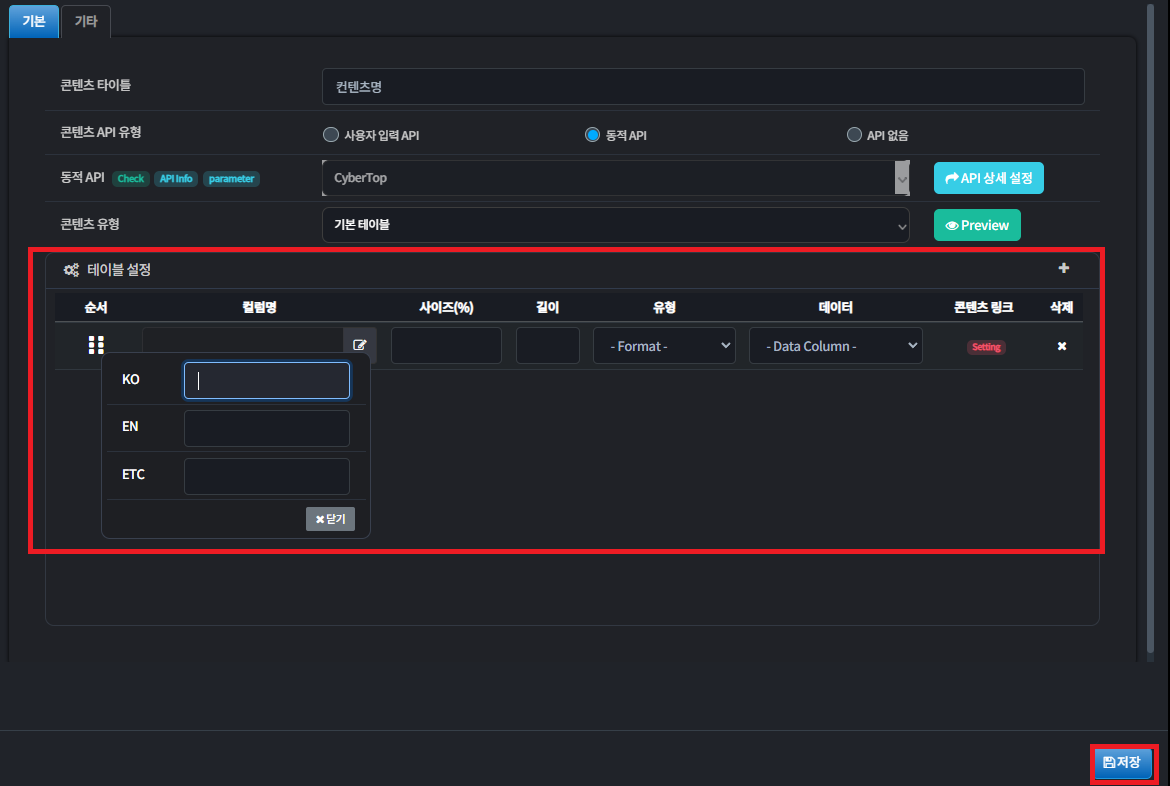 기본 기타
콘텐츠 타이틀 컨텐츠명
콘텐츠 API 유형 사용자 입력 API 동적 API API 없음
동적 API Check API Info parameter CyberTop API 상세 설정
콘텐츠 유형 기본 테이블 Preview
테이블 설정
순서 컬럼명 사이즈(%) 길이 유형 데이터 콘텐츠 링크 삭제
- Format - - Data Column - Setting
KO
EN
ETC
닫기
저장